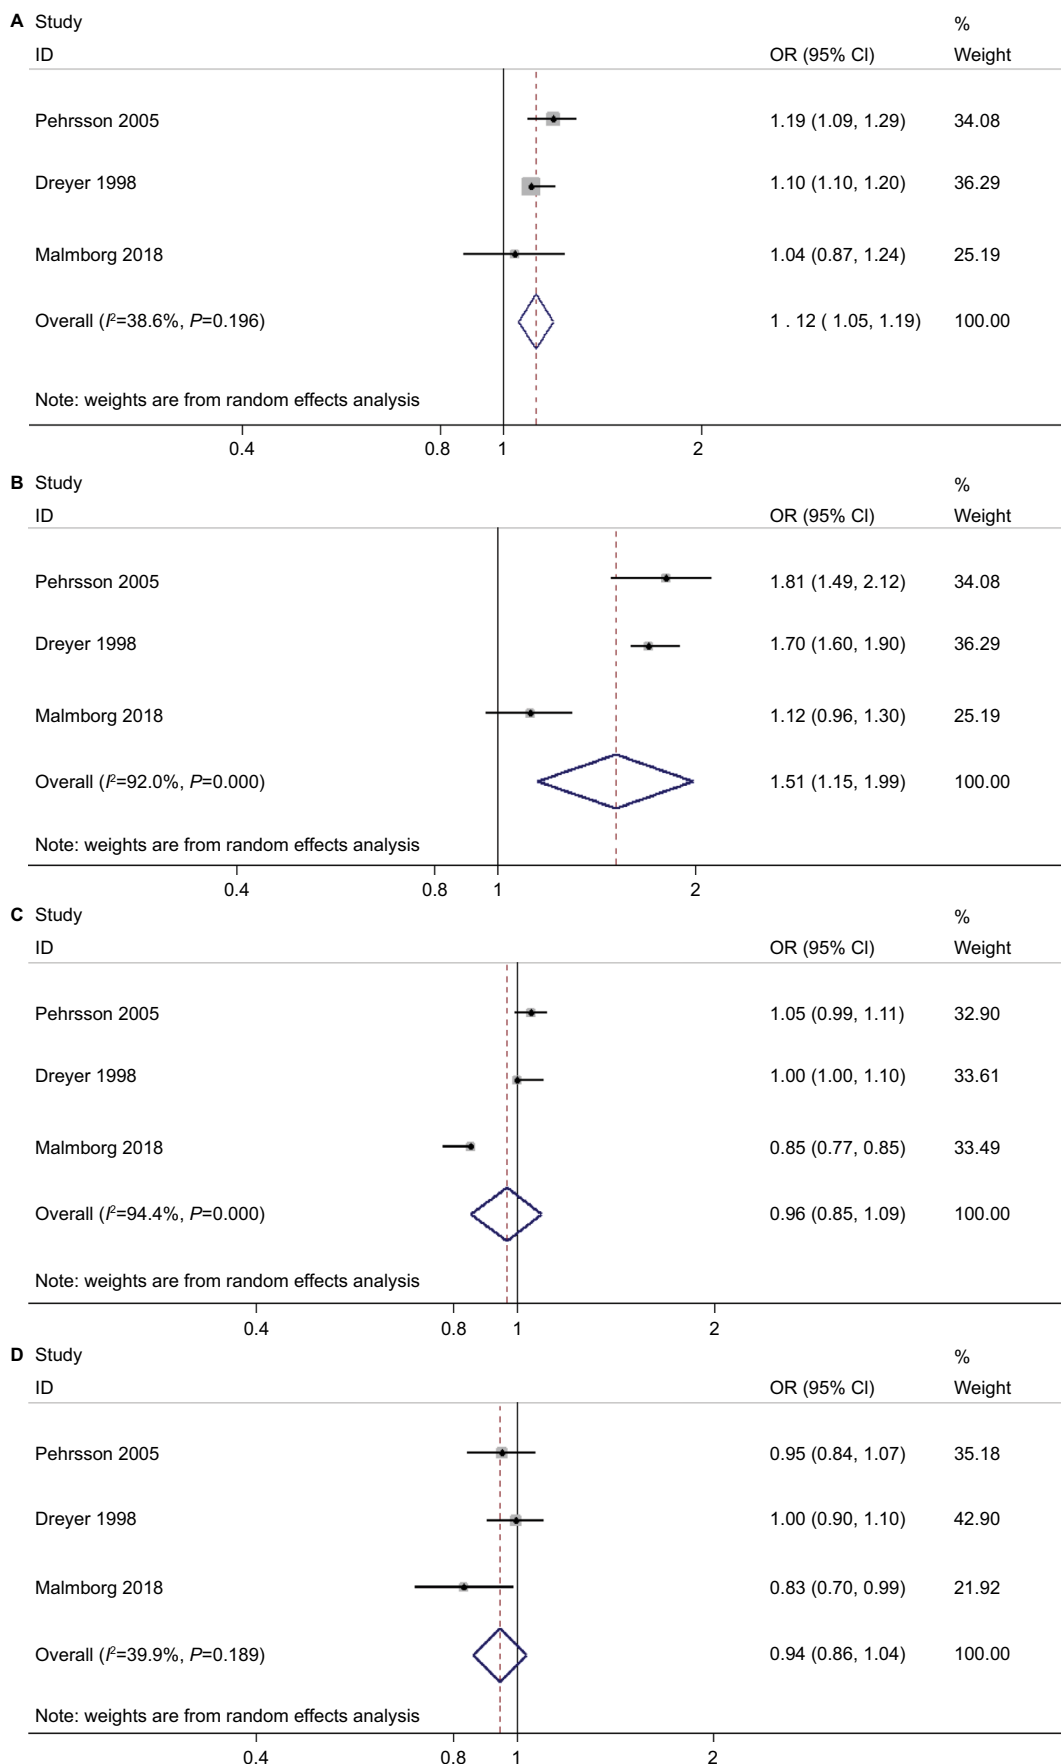 A Study %
ID OR (95% CI) Weight
Pehrsson 2005 1.19 (1.09, 1.29) 34.08
Dreyer 1998 1.10 (1.10, 1.20) 36.29
Malmborg 2018 1.04 (0.87, 1.24) 25.19
Overall (I²=38.6%, P=0.196) 1 . 12 ( 1.05, 1.19) 100.00
Note: weights are from random effects analysis
0.4 0.8 1 2
B Study %
ID OR (95% CI) Weight
Pehrsson 2005 1.81 (1.49, 2.12) 34.08
Dreyer 1998 1.70 (1.60, 1.90) 36.29
Malmborg 2018 1.12 (0.96, 1.30) 25.19
Overall (I²=92.0%, P=0.000) 1.51 (1.15, 1.99) 100.00
Note: weights are from random effects analysis
0.4 0.8 1 2
C Study %
ID OR (95% CI) Weight
Pehrsson 2005 1.05 (0.99, 1.11) 32.90
Dreyer 1998 1.00 (1.00, 1.10) 33.61
Malmborg 2018 0.85 (0.77, 0.85) 33.49
Overall (I²=94.4%, P=0.000) 0.96 (0.85, 1.09) 100.00
Note: weights are from random effects analysis
0.4 0.8 1 2
D Study %
ID OR (95% CI) Weight
Pehrsson 2005 0.95 (0.84, 1.07) 35.18
Dreyer 1998 1.00 (0.90, 1.10) 42.90
Malmborg 2018 0.83 (0.70, 0.99) 21.92
Overall (I²=39.9%, P=0.189) 0.94 (0.86, 1.04) 100.00
Note: weights are from random effects analysis
0.4 0.8 1 2